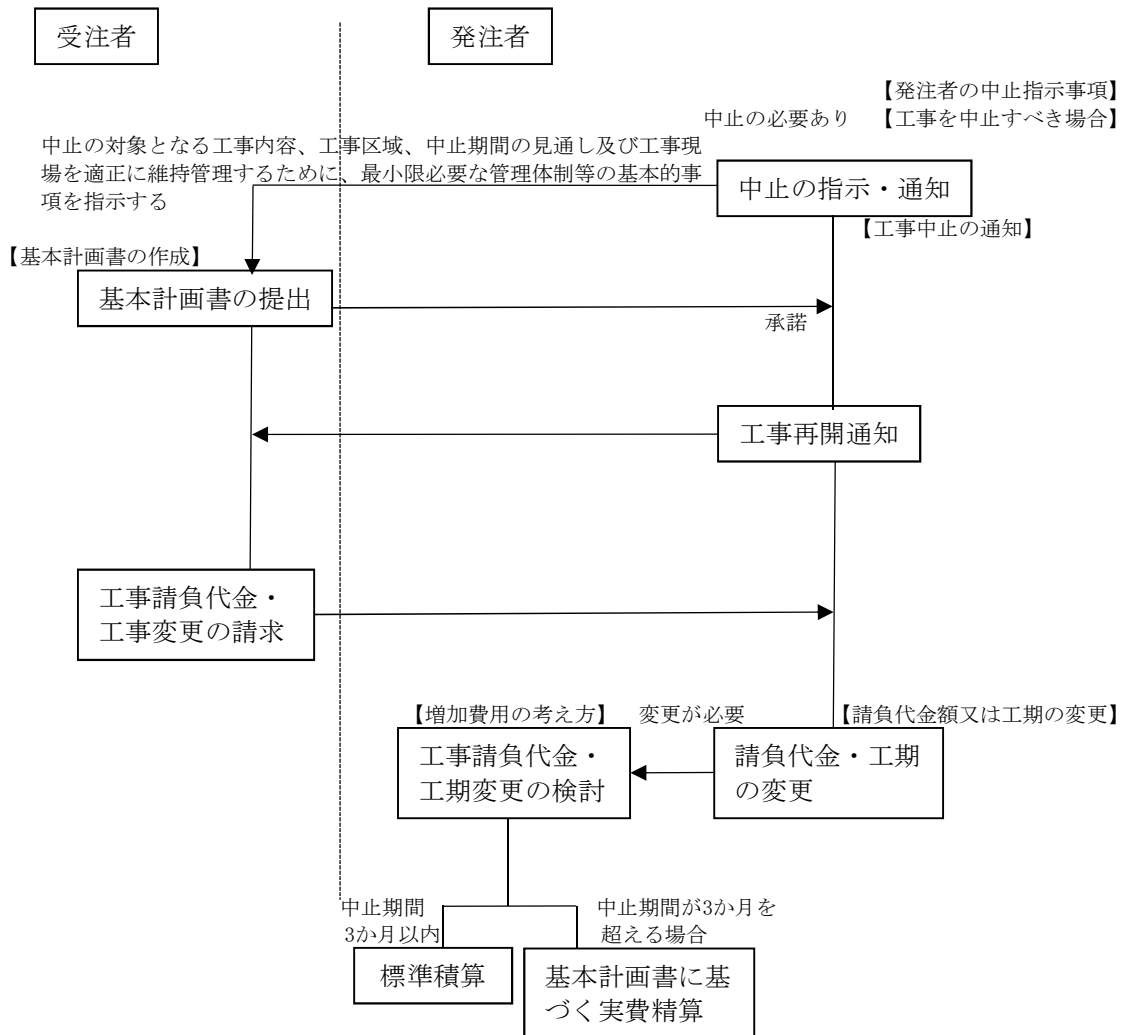 受注者
発注者
【発注者の中止指示事項】
中止の必要あり
【工事を中止すべき場合】
中止の対象となる工事内容、工事区域、中止期間の見通し及び工事現
場を適正に維持管理するために、最小限必要な管理体制等の基本的事
項を指示する
中止の指示・通知
【工事中止の通知】
【基本計画書の作成】
基本計画書の提出
承諾
工事再開通知
工事請負代金・
工事変更の請求
【増加費用の考え方】
変更が必要
【請負代金額又は工期の変更】
工事請負代金・
工期変更の検討
請負代金・工期
の変更
中止期間
3か月以内
中止期間が3か月を
超える場合
標準積算
基本計画書に基
づく実費精算